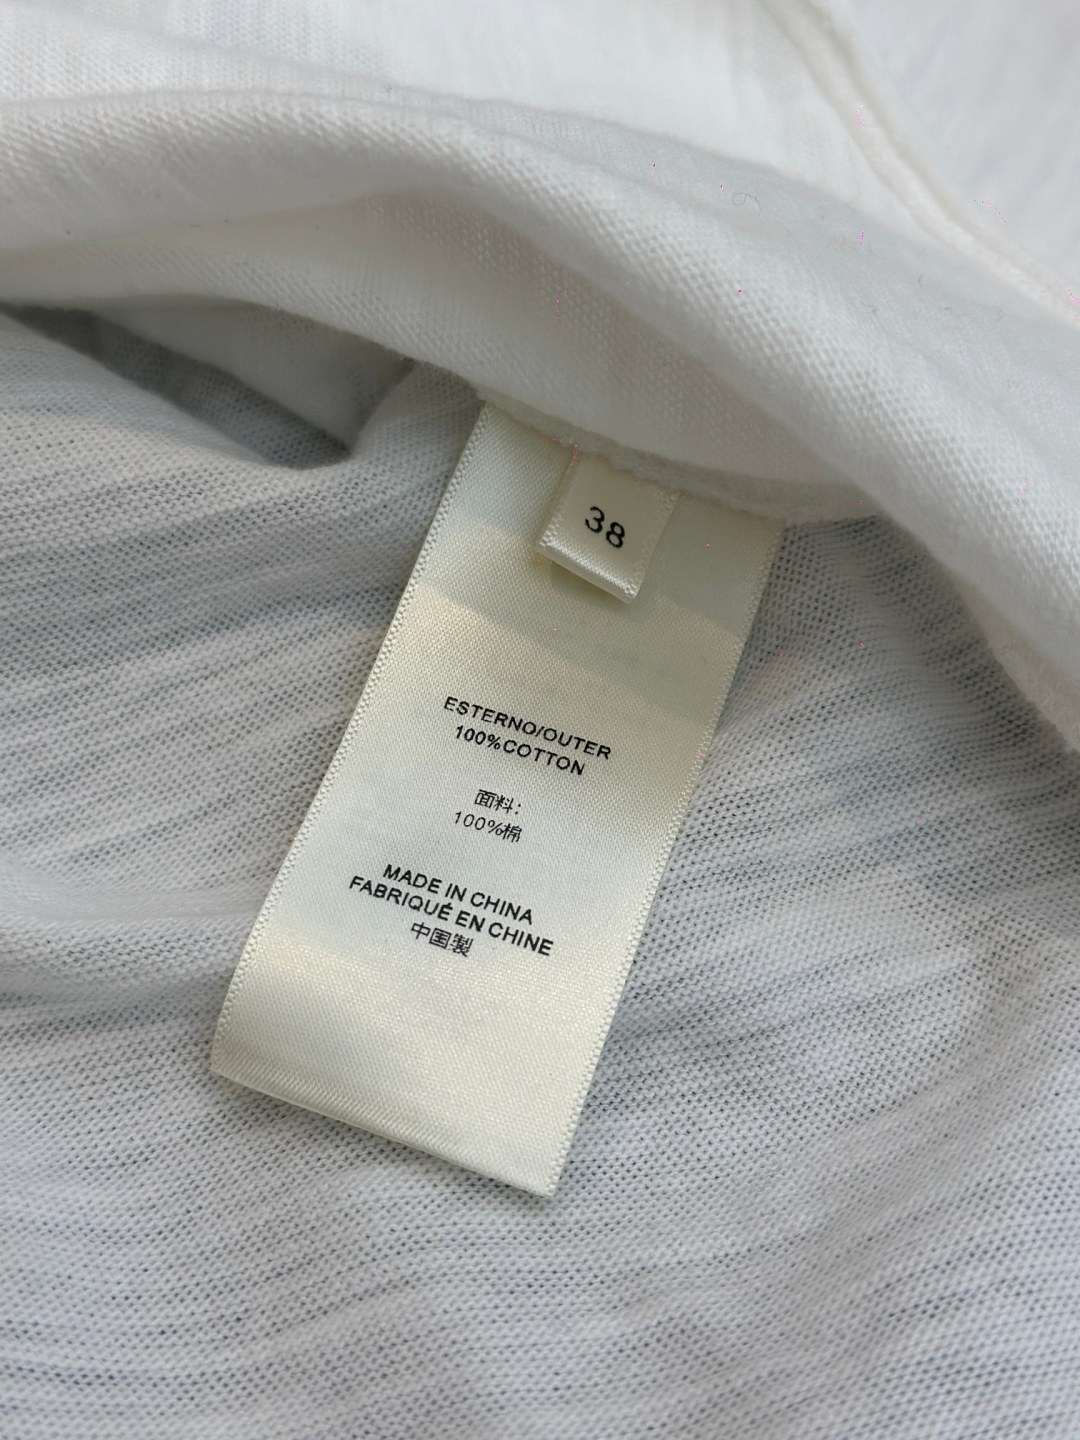 38
ESTERNO/OUTER
100%COTTON
面料:
100%棉
MADE IN CHINA
FABRIQUÉ EN CHINE
中国製